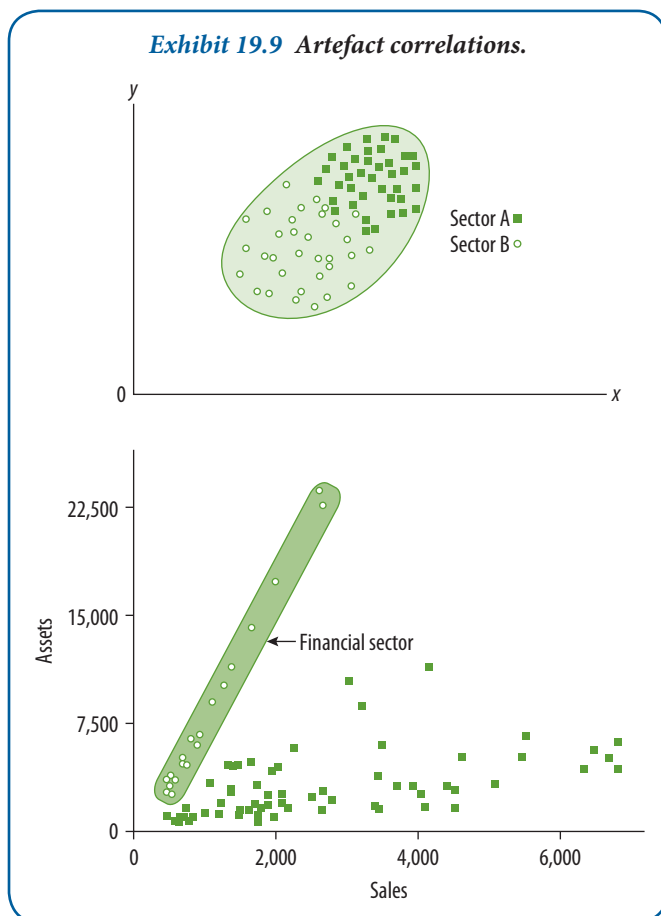 Exhibit 19.9 Artefact correlations.
y
Sector A
Sector B
0
x
22,500
15,000
Assets
Financial sector
7,500
0
0 2,000 4,000 6,000
Sales